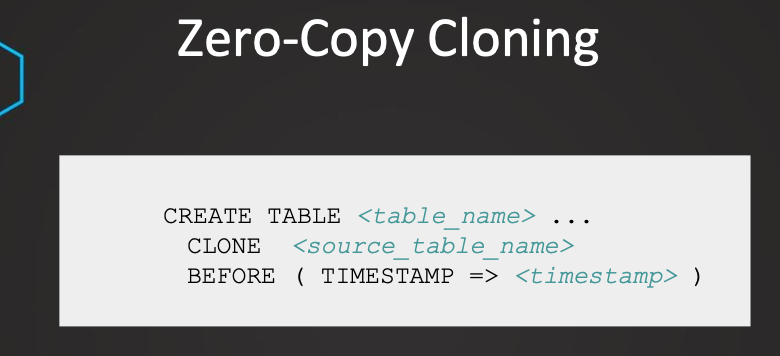 Zero-Copy Cloning
CREATE TABLE <table_name> ...
CLONE <source_table_name>
BEFORE ( TIMESTAMP => <timestamp> )